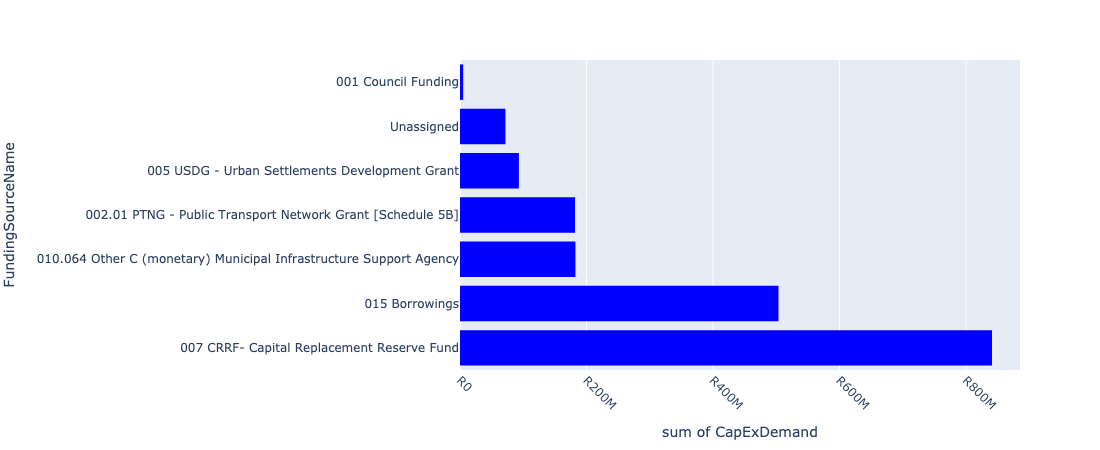 FundingSourceName
001 Council Funding
Unassigned
005 USDG - Urban Settlements Development Grant
002.01 PTNG - Public Transport Network Grant [Schedule 5B]
010.064 Other C (monetary) Municipal Infrastructure Support Agency
015 Borrowings
007 CRRF- Capital Replacement Reserve Fund
R0
R200M
R400M
R600M
R800M
sum of CapExDemand